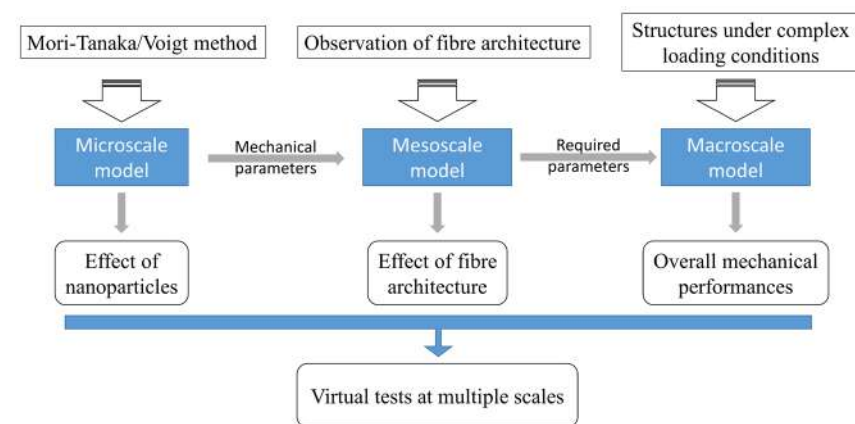 Mori-Tanaka/Voigt method
Observation of fibre architecture
Structures under complex
loading conditions
Microscale
model
Mechanical
parameters
Mesoscale
model
Required
parameters
Macroscale
model
Effect of
nanoparticles
Effect of fibre
architecture
Overall mechanical
performances
Virtual tests at multiple scales